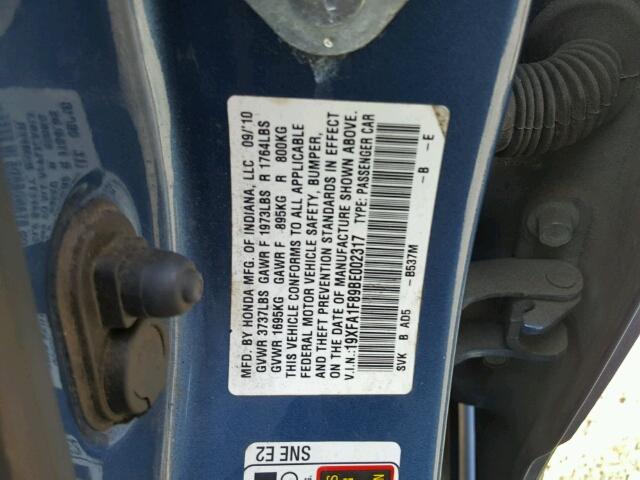 MFD. BY HONDA MFG. OF INDIANA, LLC 09/'10
GVWR 3737LBS GAWR F 1973LBS R 1764LBS
GVWR 1695KG GAWR F 895KG R 800KG
THIS VEHICLE CONFORMS TO ALL APPLICABLE
FEDERAL MOTOR VEHICLE SAFETY, BUMPER,
AND THEFT PREVENTION STANDARDS IN EFFECT
ON THE DATE OF MANUFACTURE SHOWN ABOVE.
V.I.N.:19XFA1F89BE002317 TYPE: PASSENGER CAR
SVK B AD5 -B537M -B -E
SNE E2